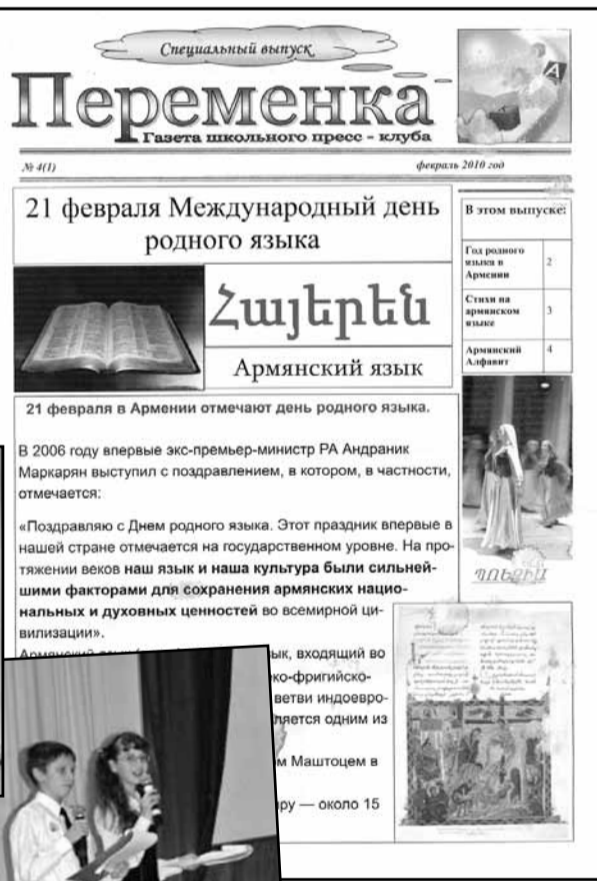 Специальный выпуск
Переменка
Газета школьного пресс - клуба
№ 4(1)
февраль 2010 год
21 февраля Международный день
родного языка
Հայերեն
Армянский язык
В этом выпуске:
Год родного
языка в
Армении
2
Стихи на
армянском
языке
3
Армянский
Алфавит
4
21 февраля в Армении отмечают день родного языка.
В 2006 году впервые экс-премьер-министр РА Андраник
Маркарян выступил с поздравлением, в котором, в частности,
отмечается:
«Поздравляю с Днем родного языка. Этот праздник впервые в
нашей стране отмечается на государственном уровне. На про-
тяжении веков наш язык и наша культура были сильней-
шими факторами для сохранения армянских нацио-
нальных и духовных ценностей во всемирной ци-
вилизации».
ык, входящий во
ко-фригийско-
ветви индоевро-
ляется одним из
м Маштоцем в
ру — около 15
ՊՈԵԶԻԱ
A